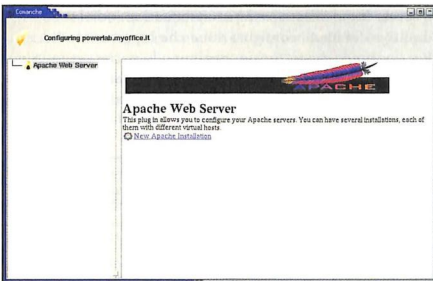 Comanche
Configuring powerlab.myoffice.it
Apache Web Server
APACHE
Apache Web Server
This plug in allows you to configure your Apache servers. You can have several installations, each of
them with different virtual hosts.
New Apache Installation